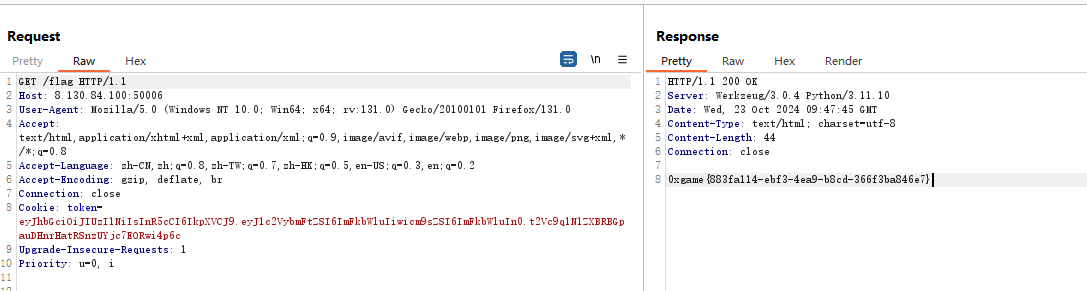 Request
Pretty Raw Hex \n
1 GET /flag HTTP/1.1
2 Host: 8.130.84.100:50006
3 User-Agent: Mozilla/5.0 (Windows NT 10.0; Win64; x64; rv:131.0) Gecko/20100101 Firefox/131.0
4 Accept:
text/html,application/xhtml+xml,application/xml;q=0.9,image/avif,image/webp,image/png,image/svg+xml,*
/*;q=0.8
5 Accept-Language: zh-CN,zh;q=0.8,zh-TW;q=0.7,zh-HK;q=0.5,en-US;q=0.3,en;q=0.2
6 Accept-Encoding: gzip, deflate, br
7 Connection: close
8 Cookie: token=
eyJhbGciOiJIUzI1NiIsInR5cCI6IkpXVCJ9.eyJ1c2VybmFtZSI6ImFkbWluIiwicm9sZSI6ImFkbWluIn0.t2Vc9q1N12XBRBGp
auDHnrHatRSnzUYjc7EORwi4p6c
9 Upgrade-Insecure-Requests: 1
10 Priority: u=0, i
11
12
Response
Pretty Raw Hex Render
1 HTTP/1.1 200 OK
2 Server: Werkzeug/3.0.4 Python/3.11.10
3 Date: Wed, 23 Oct 2024 09:47:45 GMT
4 Content-Type: text/html; charset=utf-8
5 Content-Length: 44
6 Connection: close
7
8 0xgame{883fa114-ebf3-4ea9-b8cd-366f3ba846e7}